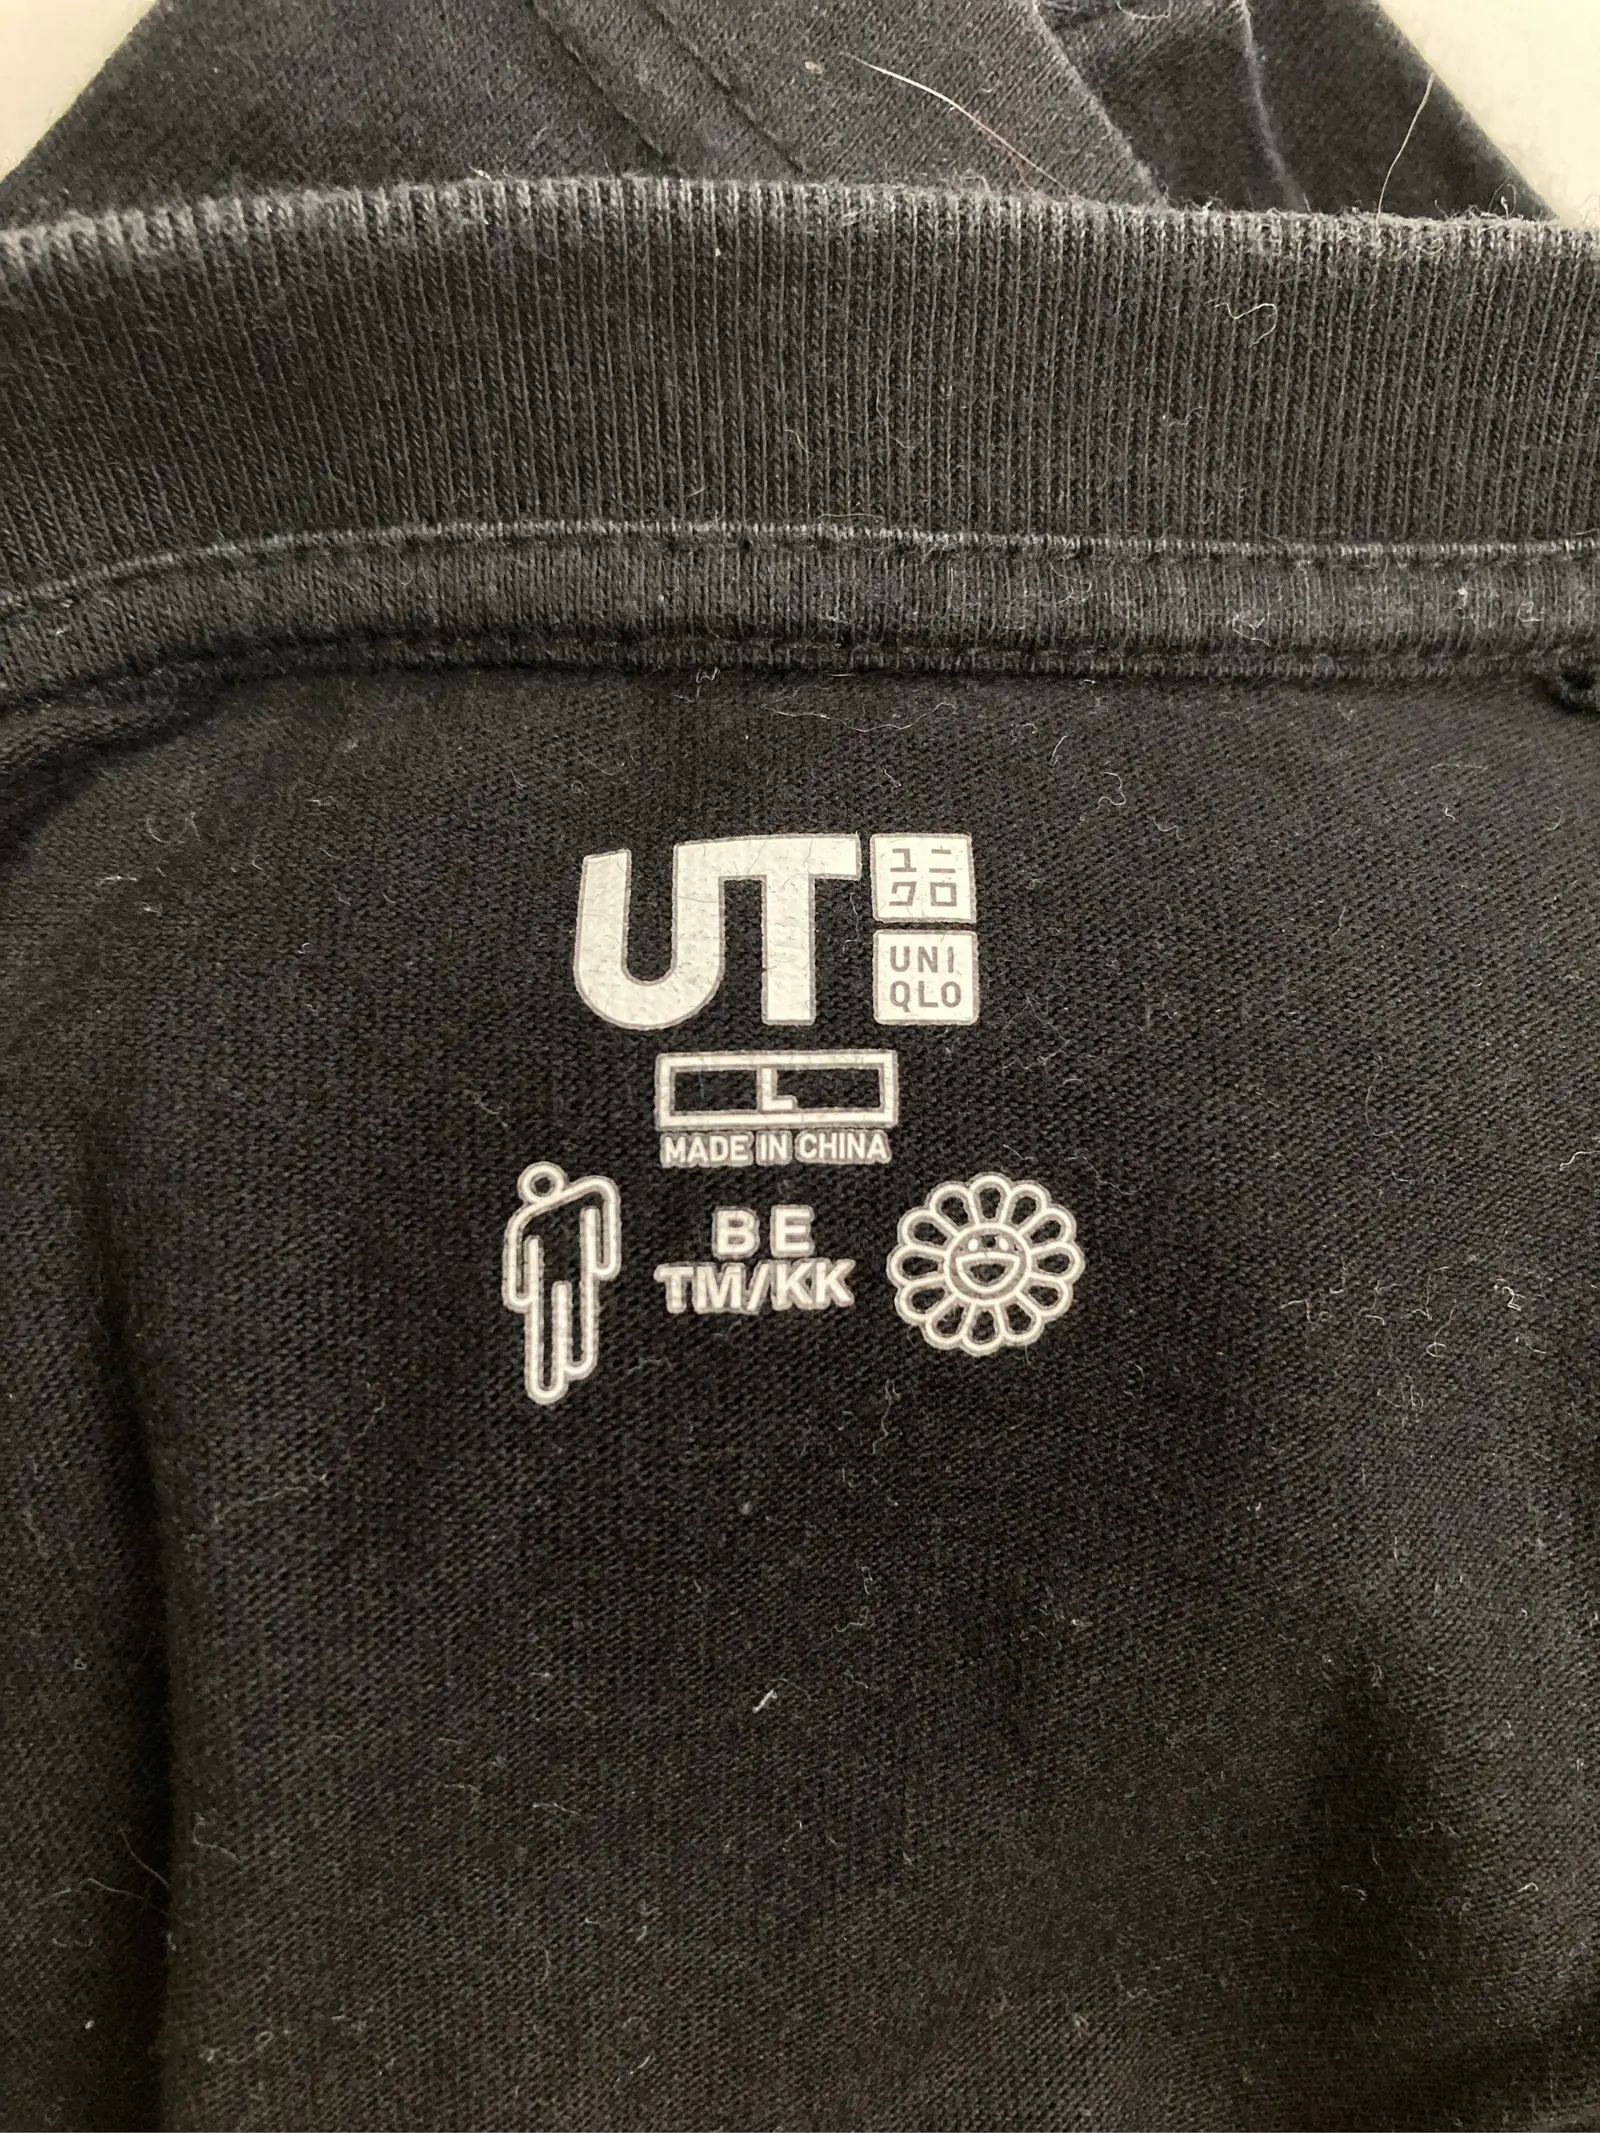 UT
ユニ
クロ
UNI
QLO
L
MADE IN CHINA
BE
TM/KK